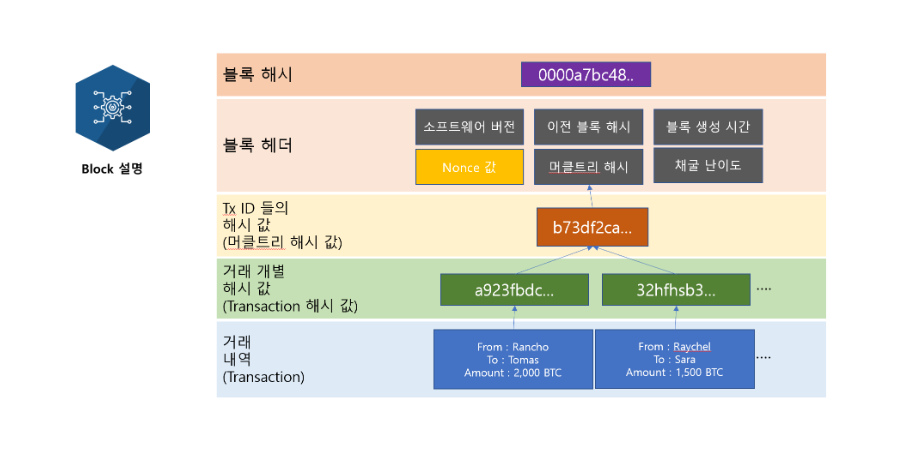 블록 해시
0000a7bc48..
블록 헤더
소프트웨어 버전
이전 블록 해시
블록 생성 시간
Nonce 값
머클트리 해시
채굴 난이도
Block 설명
Tx ID 들의
해시 값
(머클트리 해시 값)
b73df2ca...
거래 개별
해시 값
(Transaction 해시 값)
a923fbdc...
32hfhsb3...
....
거래
내역
(Transaction)
From : Rancho
To : Tomas
Amount : 2,000 BTC
From : Raychel
To : Sara
Amount : 1,500 BTC
....